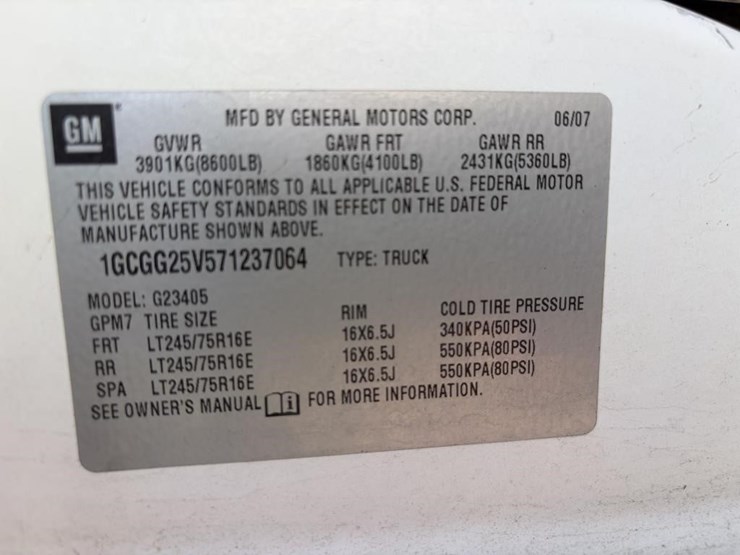 GM
MFD BY GENERAL MOTORS CORP. 06/07
GVWR GAWR FRT GAWR RR
3901KG(8600LB) 1860KG(4100LB) 2431KG(5360LB)
THIS VEHICLE CONFORMS TO ALL APPLICABLE U.S. FEDERAL MOTOR
VEHICLE SAFETY STANDARDS IN EFFECT ON THE DATE OF
MANUFACTURE SHOWN ABOVE.
1GCGG25V571237064 TYPE: TRUCK
MODEL: G23405
GPM7 TIRE SIZE RIM COLD TIRE PRESSURE
FRT LT245/75R16E 16X6.5J 340KPA(50PSI)
RR LT245/75R16E 16X6.5J 550KPA(80PSI)
SPA LT245/75R16E 16X6.5J 550KPA(80PSI)
SEE OWNER'S MANUAL i FOR MORE INFORMATION.